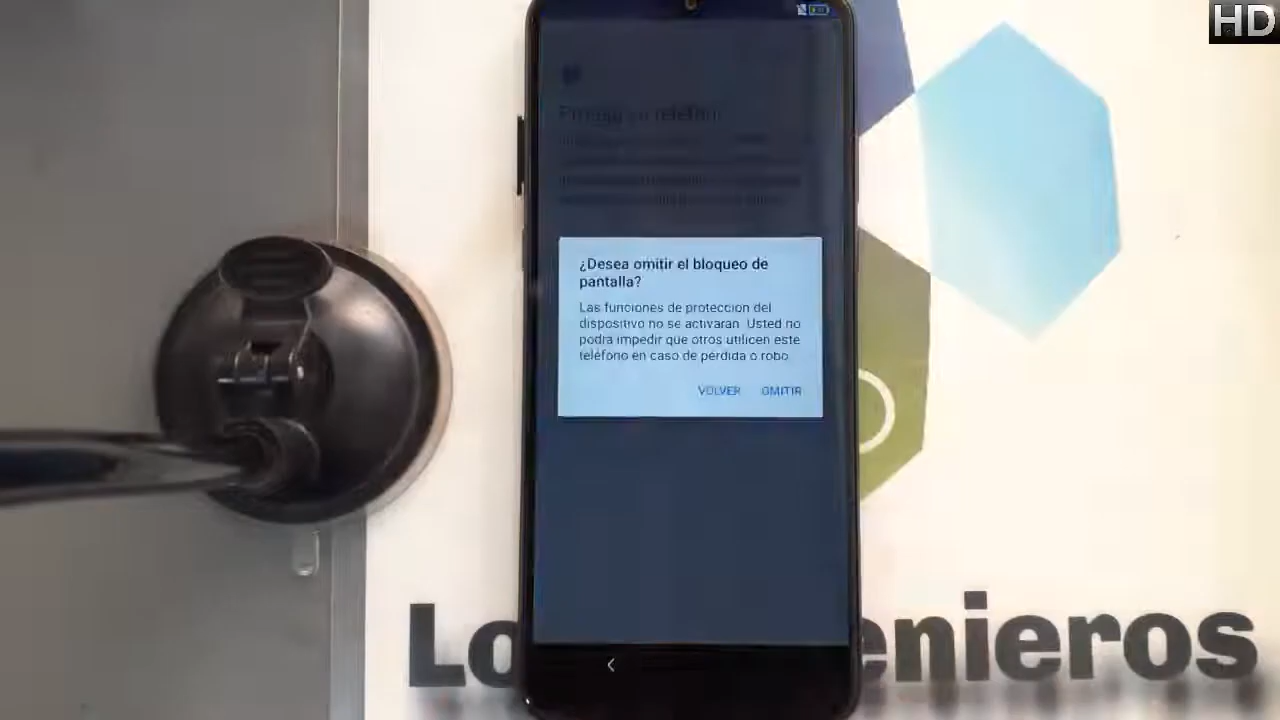 HD
¿Desea omitir el bloqueo de
pantalla?
Las funciones de proteccion del
dispositivo no se activaran. Usted no
podra impedir que otros utilicen este
teléfono en caso de perdida o robo.
VOLVER OMITIR
Lo enieros